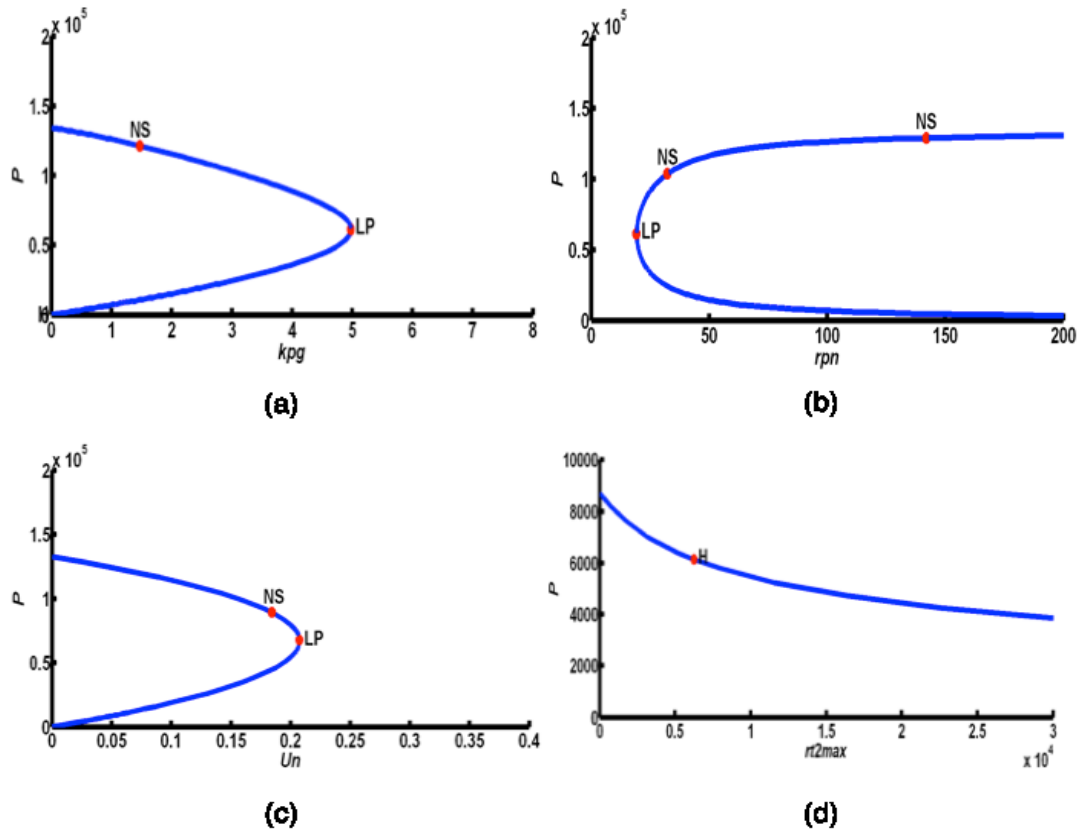 x 10^5
2
1.5
1
0.5
0
P
NS
LP
0 1 2 3 4 5 6 7 8
kpg
(a)
x 10^5
2
1.5
1
0.5
0
P
NS
NS
LP
0 50 100 150 200
rpn
(b)
x 10^5
2
1.5
1
0.5
0
P
NS
LP
0 0.05 0.1 0.15 0.2 0.25 0.3 0.35 0.4
Un
(c)
10000
8000
6000
4000
2000
0
P
H
0 0.5 1 1.5 2 2.5 3
rt2max
x 10^4
(d)